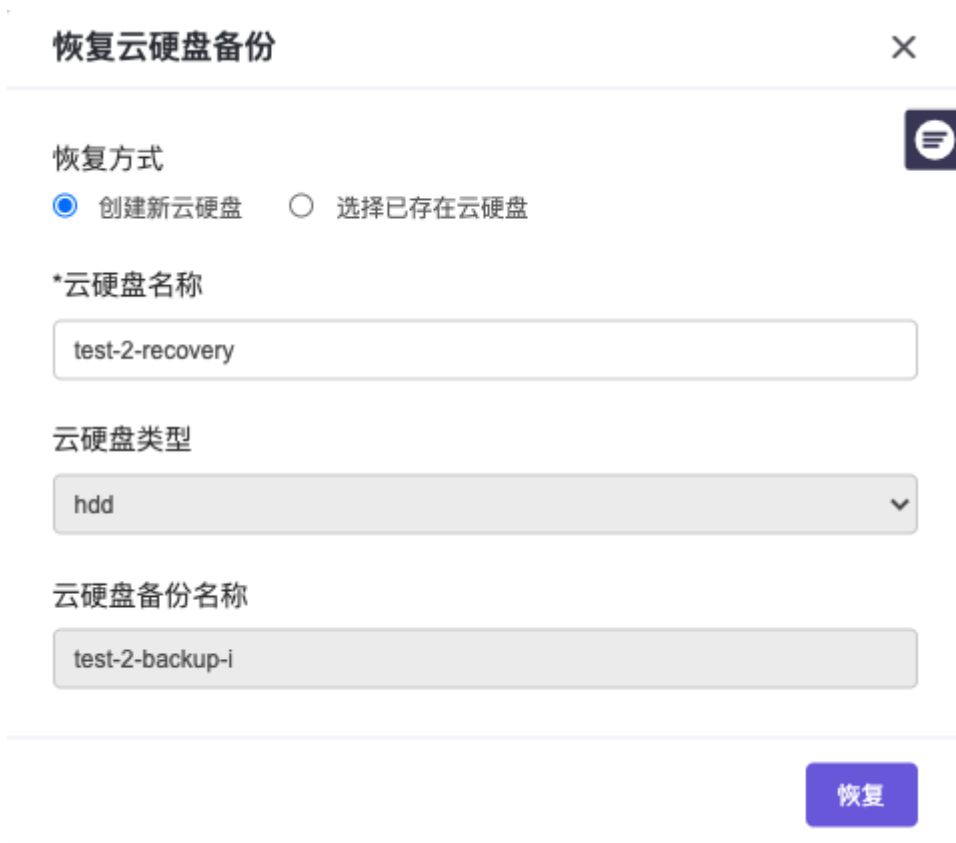 恢复云硬盘备份
恢复方式
创建新云硬盘 选择已存在云硬盘
*云硬盘名称
test-2-recovery
云硬盘类型
hdd
云硬盘备份名称
test-2-backup-i
恢复